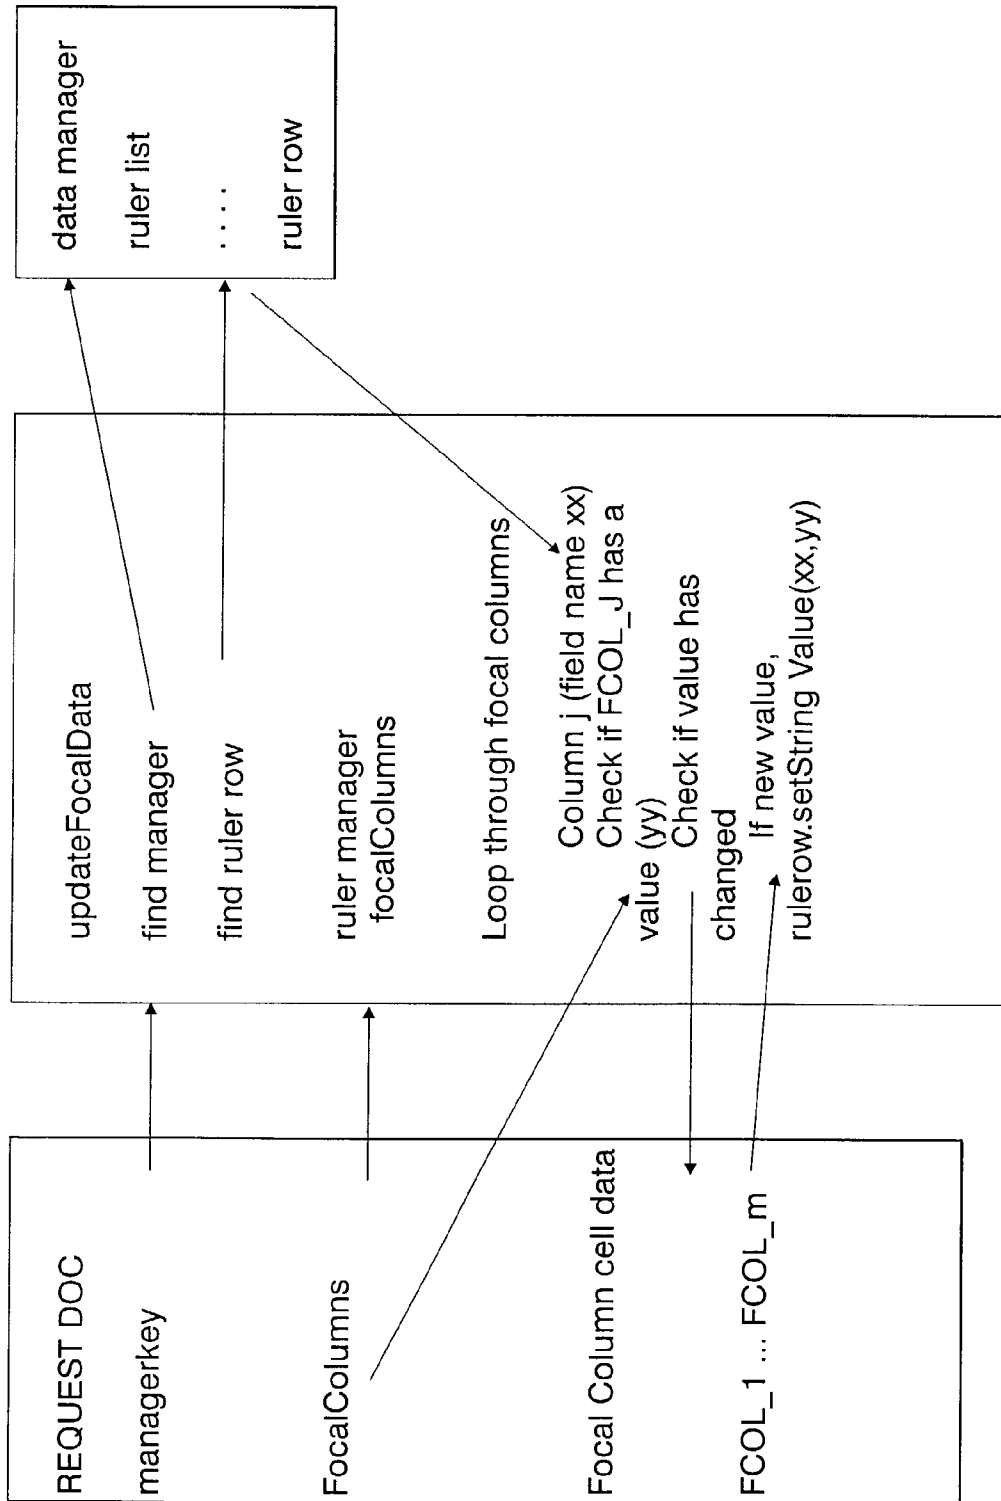 REQUEST DOC
managerkey
FocalColumns
Focal Column cell data
FCOL_1 ... FCOL_m
updateFocalData
find manager
find ruler row
ruler manager
focalColumns
Loop through focal columns
Column j (field name xx)
Check if FCOL_J has a
value (yy)
Check if value has
changed
If new value,
rulerow.setString Value(xx,yy)
data manager
ruler list
. . . .
ruler row